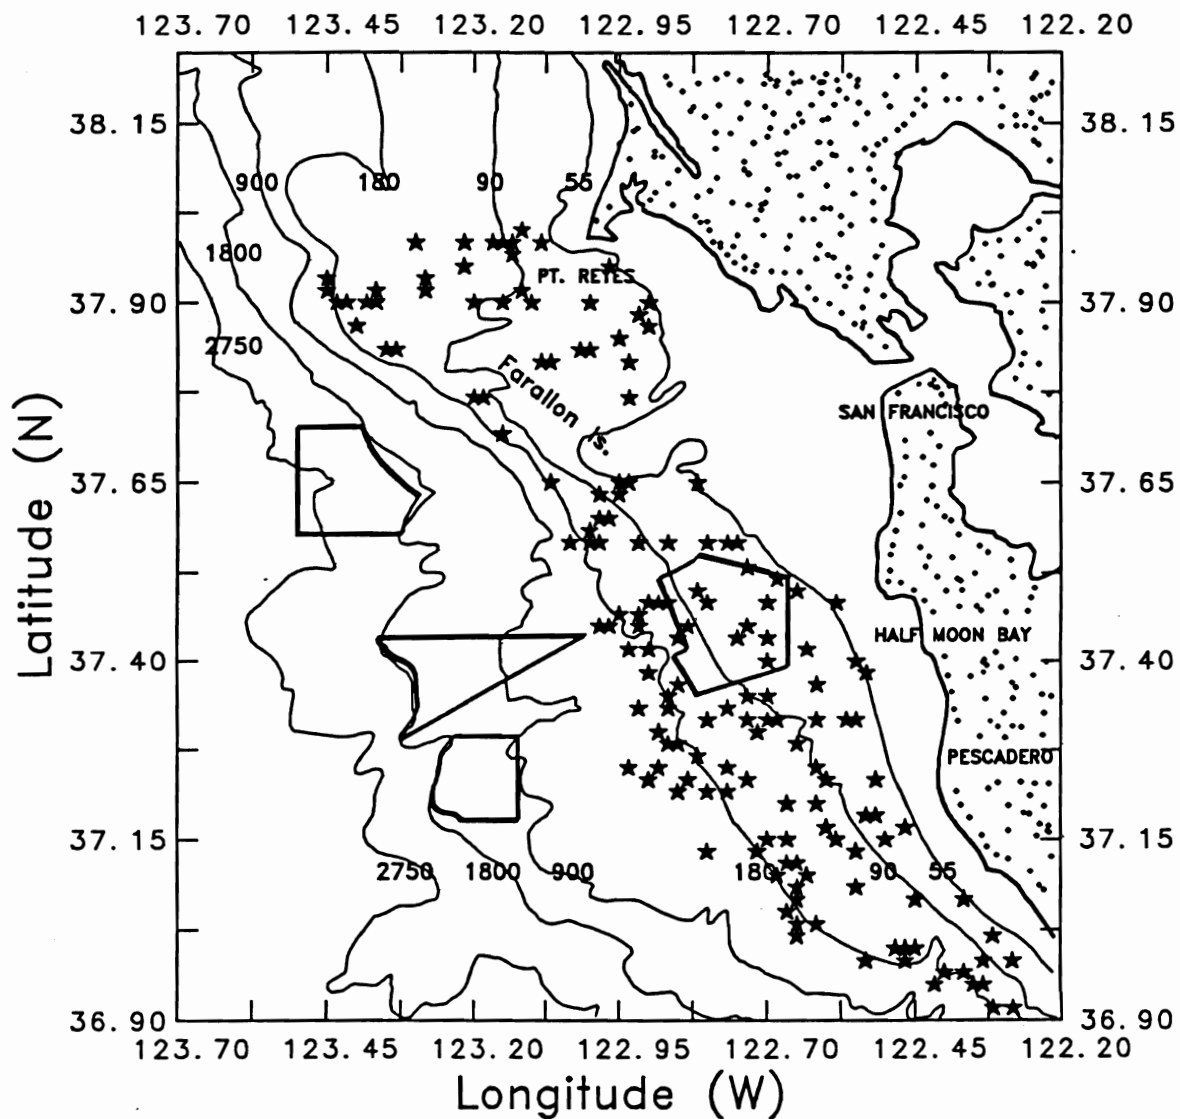 123.70 123.45 123.20 122.95 122.70 122.45 122.20
38.15 38.15
900 180 90 55
1800
PT. REYES
37.90 37.90
2750
Farallon Is.
SAN FRANCISCO
37.65 37.65
HALF MOON BAY
37.40 37.40
PESCADERO
37.15 37.15
2750 1800 900 180 90 55
36.90 36.90
123.70 123.45 123.20 122.95 122.70 122.45 122.20
Longitude (W)
Latitude (N)